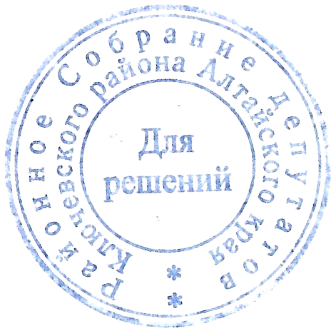 Районное Собрание депутатов
Ключевского района Алтайского края
Для
решений
* *